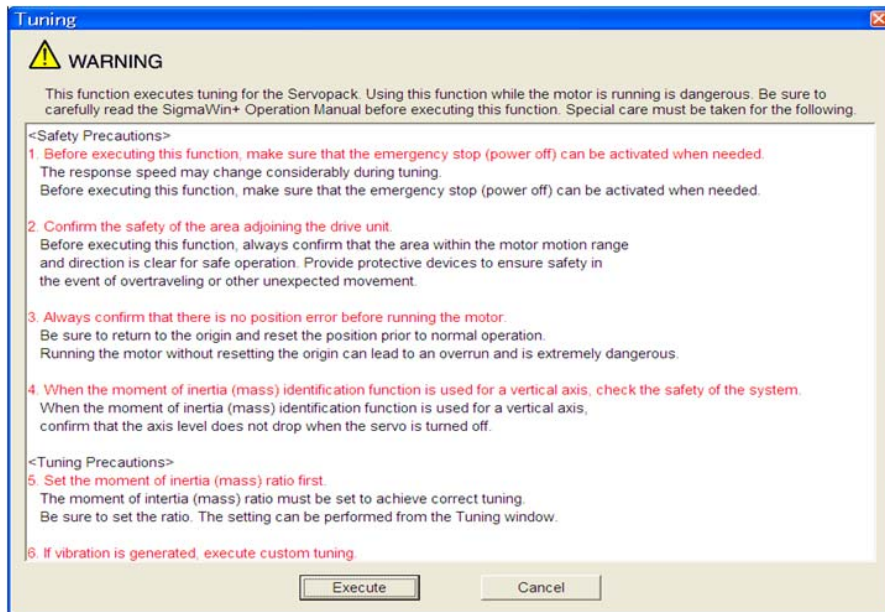 Tuning
WARNING
This function executes tuning for the Servopack. Using this function while the motor is running is dangerous. Be sure to
carefully read the SigmaWin+ Operation Manual before executing this function. Special care must be taken for the following.
<Safety Precautions>
1. Before executing this function, make sure that the emergency stop (power off) can be activated when needed.
The response speed may change considerably during tuning.
Before executing this function, make sure that the emergency stop (power off) can be activated when needed.
2. Confirm the safety of the area adjoining the drive unit.
Before executing this function, always confirm that the area within the motor motion range
and direction is clear for safe operation. Provide protective devices to ensure safety in
the event of overtraveling or other unexpected movement.
3. Always confirm that there is no position error before running the motor.
Be sure to return to the origin and reset the position prior to normal operation.
Running the motor without resetting the origin can lead to an overrun and is extremely dangerous.
4. When the moment of inertia (mass) identification function is used for a vertical axis, check the safety of the system.
When the moment of inertia (mass) identification function is used for a vertical axis,
confirm that the axis level does not drop when the servo is turned off.
<Tuning Precautions>
5. Set the moment of inertia (mass) ratio first.
The moment of intertia (mass) ratio must be set to achieve correct tuning.
Be sure to set the ratio. The setting can be performed from the Tuning window.
6. If vibration is generated, execute custom tuning.
Execute
Cancel